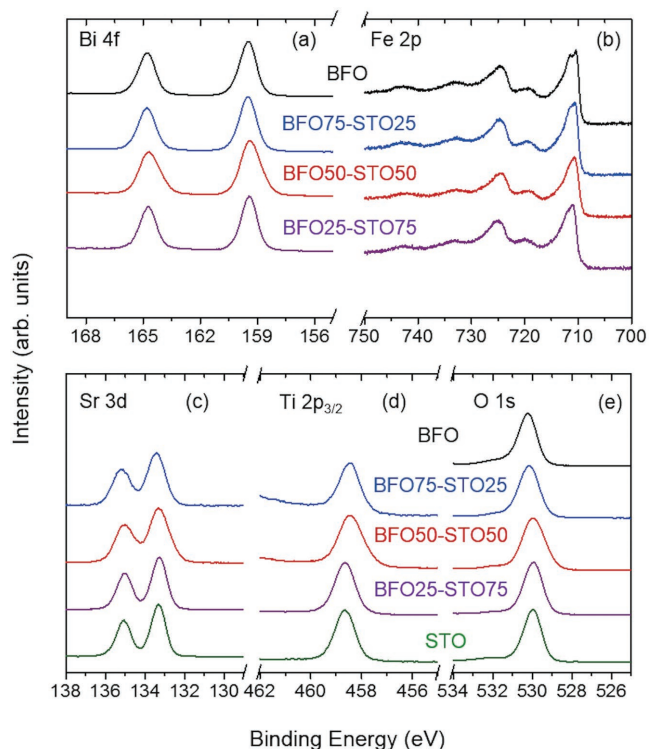 Bi 4f (a) Fe 2p (b)
BFO
BFO75-STO25
BFO50-STO50
BFO25-STO75
168 165 162 159 156 750 740 730 720 710 700
Intensity (arb. units)
Sr 3d (c) Ti 2p3/2 (d) O 1s (e)
BFO
BFO75-STO25
BFO50-STO50
BFO25-STO75
STO
138 136 134 132 130 462 460 458 456 534 532 530 528 526
Binding Energy (eV)